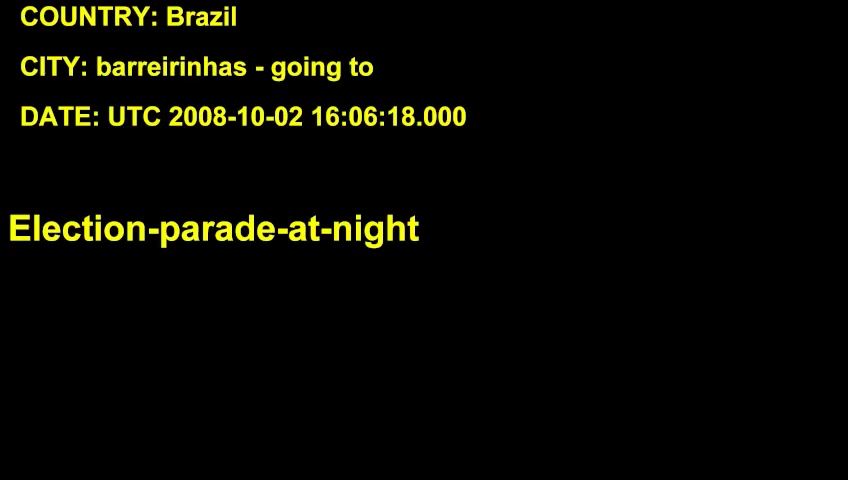 COUNTRY: Brazil
CITY: barreirinhas - going to
DATE: UTC 2008-10-02 16:06:18.000
Election-parade-at-night